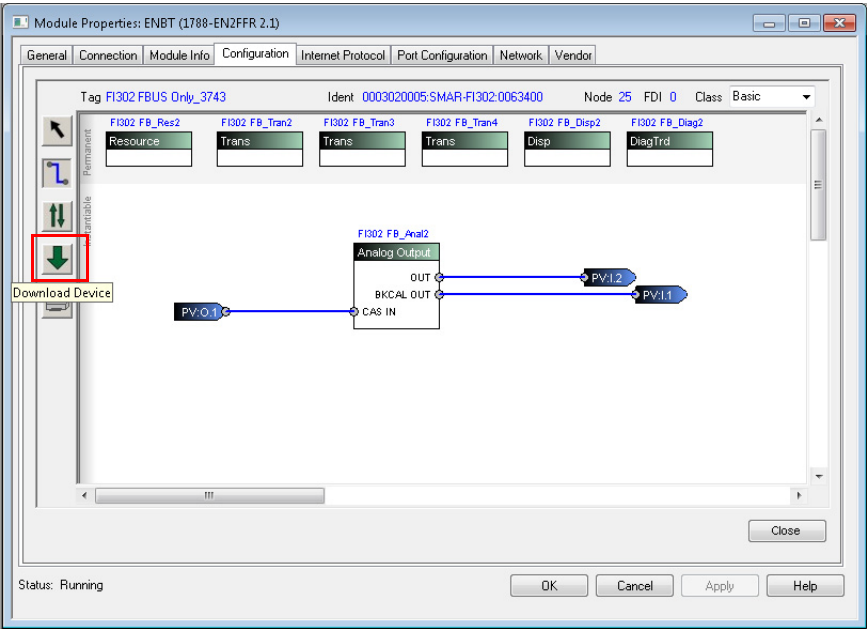 Module Properties: ENBT (1788-EN2FFR 2.1)
General Connection Module Info Configuration Internet Protocol Port Configuration Network Vendor
Tag FI302 FBUS Only_3743 Ident 0003020005:SMAR-FI302:0063400 Node 25 FDI 0 Class Basic
FI302 FB_Res2 FI302 FB_Tran2 FI302 FB_Tran3 FI302 FB_Tran4 FI302 FB_Disp2 FI302 FB_Diag2
Resource Trans Trans Trans Disp DiagTrd
Permanent
Instantiable
FI302 FB_Anal2
Analog Output
OUT PV:I.2
BKCAL OUT PV:I.1
PV:O.1 CAS IN
Download Device
Close
Status: Running OK Cancel Apply Help